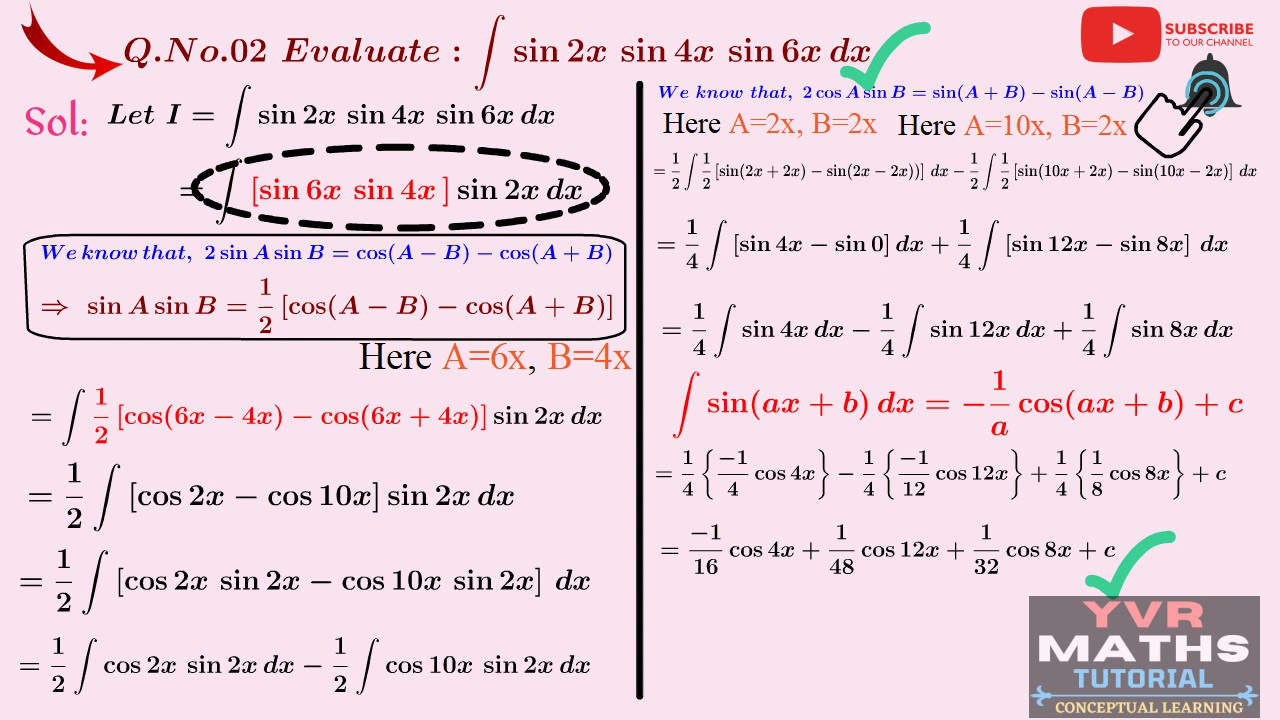 Q.No.02 Evaluate : ∫ sin 2x sin 4x sin 6x dx
SUBSCRIBE
TO OUR CHANNEL
Sol:
Let I = ∫ sin 2x sin 4x sin 6x dx
= ∫ [sin 6x sin 4x ] sin 2x dx
We know that, 2 sin A sin B = cos(A − B) − cos(A + B)
⇒ sin A sin B = 1/2 [cos(A − B) − cos(A + B)]
Here A=6x, B=4x
= ∫ 1/2 [cos(6x − 4x) − cos(6x + 4x)] sin 2x dx
= 1/2 ∫ [cos 2x − cos 10x] sin 2x dx
= 1/2 ∫ [cos 2x sin 2x − cos 10x sin 2x] dx
= 1/2 ∫ cos 2x sin 2x dx − 1/2 ∫ cos 10x sin 2x dx
We know that, 2 cos A sin B = sin(A + B) − sin(A − B)
Here A=2x, B=2x Here A=10x, B=2x
= 1/2 ∫ 1/2 [sin(2x + 2x) − sin(2x − 2x))] dx − 1/2 ∫ 1/2 [sin(10x + 2x) − sin(10x − 2x)] dx
= 1/4 ∫ [sin 4x − sin 0] dx + 1/4 ∫ [sin 12x − sin 8x] dx
= 1/4 ∫ sin 4x dx − 1/4 ∫ sin 12x dx + 1/4 ∫ sin 8x dx
∫ sin(ax + b) dx = −1/a cos(ax + b) + c
= 1/4 {−1/4 cos 4x} − 1/4 {−1/12 cos 12x} + 1/4 {1/8 cos 8x} + c
= −1/16 cos 4x + 1/48 cos 12x + 1/32 cos 8x + c
YVR
MATHS
TUTORIAL
CONCEPTUAL LEARNING